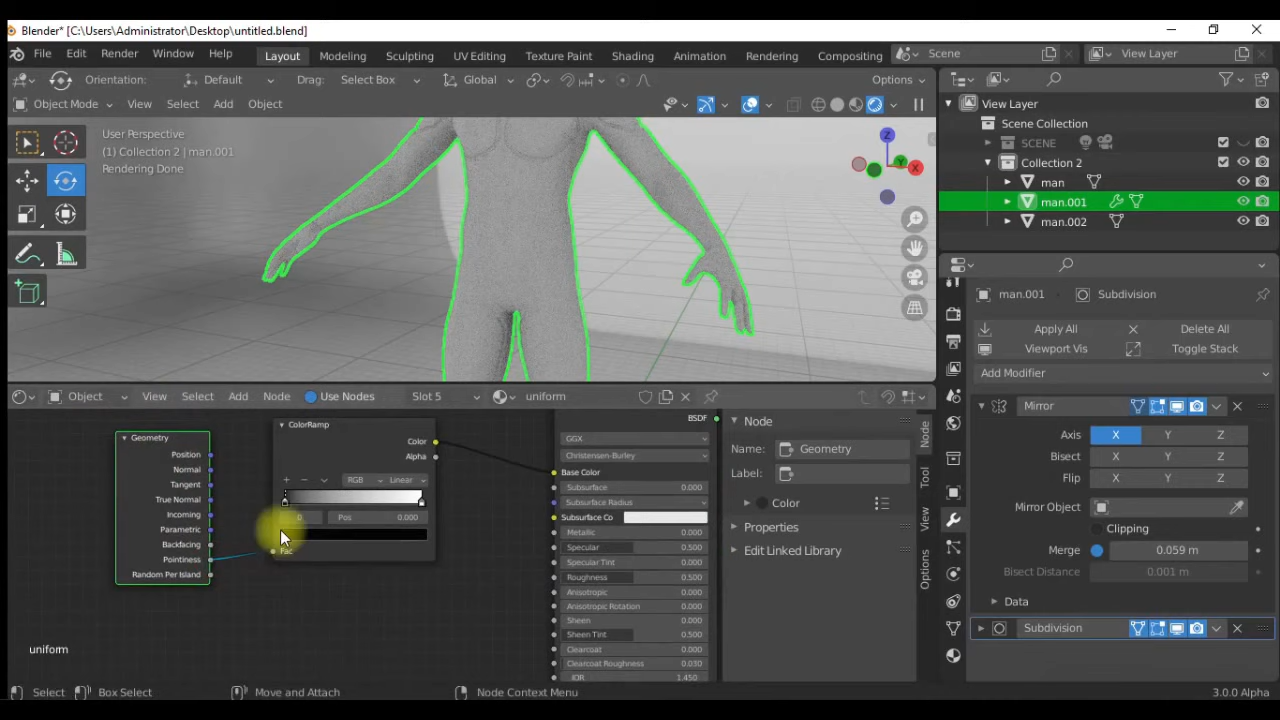 Blender* [C:\Users\Administrator\Desktop\untitled.blend]
File Edit Render Window Help Layout Modeling Sculpting UV Editing Texture Paint Shading Animation Rendering Compositing Scene View Layer
Orientation: Default Drag: Select Box Global Options
Object Mode View Select Add Object
User Perspective
(1) Collection 2 | man.001
Rendering Done
Z
Y
X
View Layer
Scene Collection
SCENE
Collection 2
man
man.001
man.002
man.001 Subdivision
Apply All Delete All
Viewport Vis Toggle Stack
Add Modifier
Mirror
Axis X Y Z
Bisect X Y Z
Flip X Y Z
Mirror Object Object
Clipping
Merge 0.059 m
Bisect Distance 0.001 m
Data
Subdivision
Object View Select Add Node Use Nodes Slot 5 uniform
Geometry
Position
Normal
Tangent
True Normal
Incoming
Parametric
Backfacing
Pointiness
Random Per Island
ColorRamp
Color
Alpha
RGB Linear
0 Pos 0.000
Fac
BSDF
GGX
Christensen-Burley
Base Color
Subsurface 0.000
Subsurface Radius
Subsurface Co
Metallic 0.000
Specular 0.500
Specular Tint 0.000
Roughness 0.500
Anisotropic 0.000
Anisotropic Rotation 0.000
Sheen 0.000
Sheen Tint 0.500
Clearcoat 0.000
Clearcoat Roughness 0.030
IOR 1.450
Node
Name: Geometry
Label:
Color
Properties
Edit Linked Library
Node
Tool
View
Options
uniform
Select Box Select Move and Attach Node Context Menu 3.0.0 Alpha